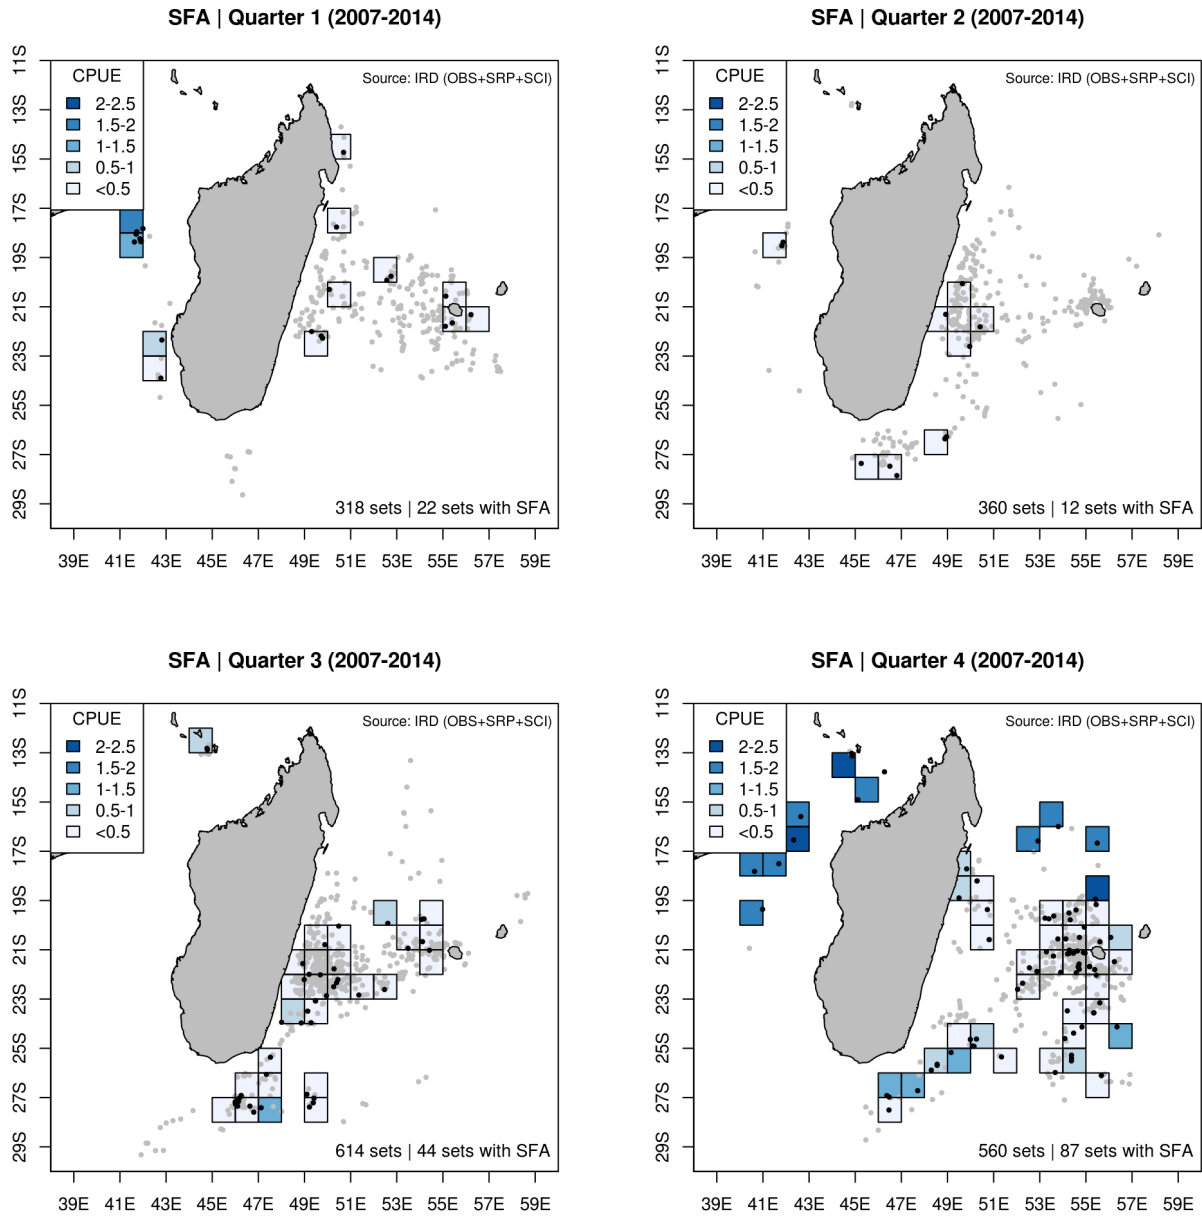 SFA | Quarter 1 (2007-2014)
CPUE
2-2.5
1.5-2
1-1.5
0.5-1
<0.5
Source: IRD (OBS+SRP+SCI)
11S
13S
15S
17S
19S
21S
23S
25S
27S
29S
318 sets | 22 sets with SFA
39E 41E 43E 45E 47E 49E 51E 53E 55E 57E 59E
SFA | Quarter 2 (2007-2014)
CPUE
2-2.5
1.5-2
1-1.5
0.5-1
<0.5
Source: IRD (OBS+SRP+SCI)
11S
13S
15S
17S
19S
21S
23S
25S
27S
29S
360 sets | 12 sets with SFA
39E 41E 43E 45E 47E 49E 51E 53E 55E 57E 59E
SFA | Quarter 3 (2007-2014)
CPUE
2-2.5
1.5-2
1-1.5
0.5-1
<0.5
Source: IRD (OBS+SRP+SCI)
11S
13S
15S
17S
19S
21S
23S
25S
27S
29S
614 sets | 44 sets with SFA
39E 41E 43E 45E 47E 49E 51E 53E 55E 57E 59E
SFA | Quarter 4 (2007-2014)
CPUE
2-2.5
1.5-2
1-1.5
0.5-1
<0.5
Source: IRD (OBS+SRP+SCI)
11S
13S
15S
17S
19S
21S
23S
25S
27S
29S
560 sets | 87 sets with SFA
39E 41E 43E 45E 47E 49E 51E 53E 55E 57E 59E